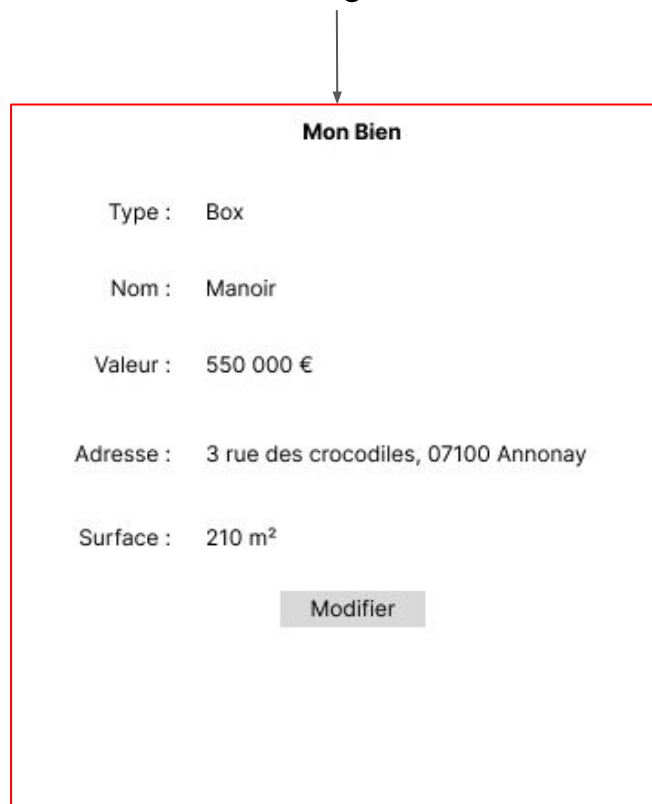 Mon Bien
Type : Box
Nom : Manoir
Valeur : 550 000 €
Adresse : 3 rue des crocodiles, 07100 Annonay
Surface : 210 m²
Modifier